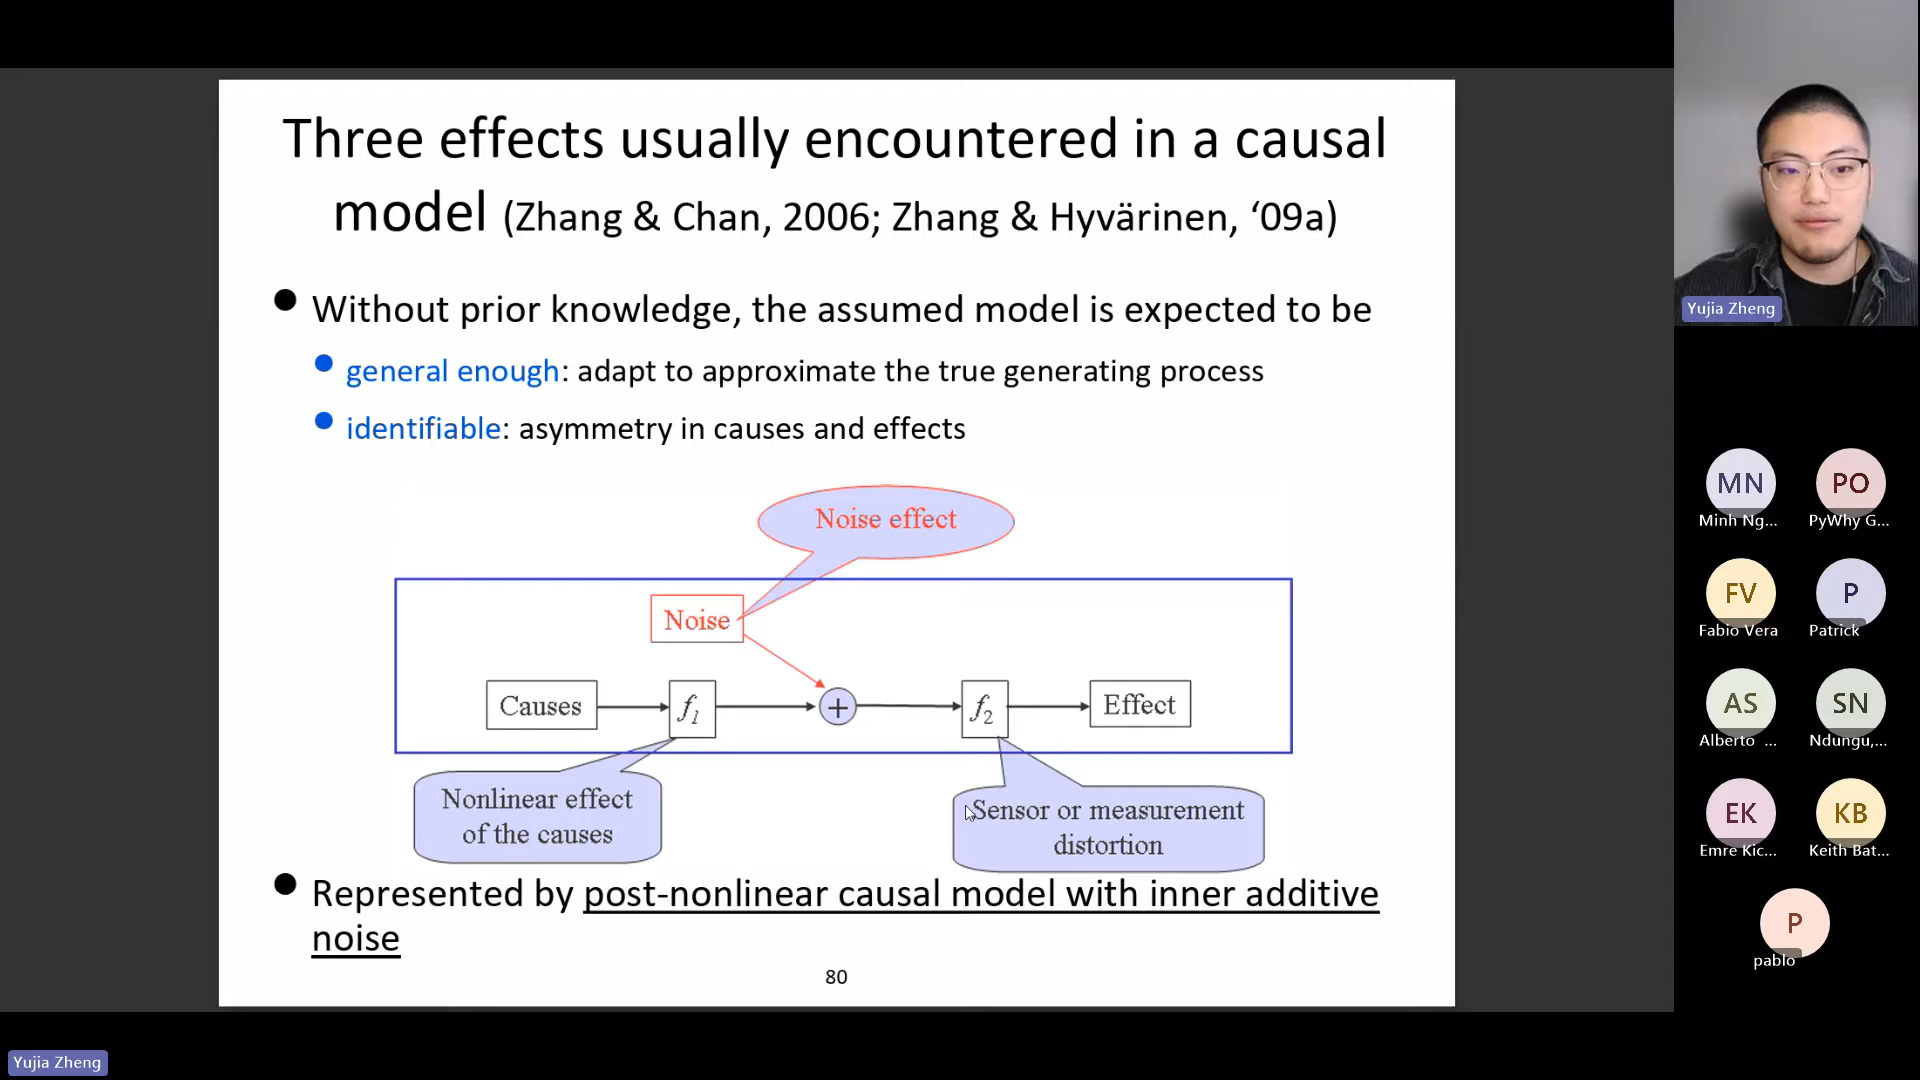 Three effects usually encountered in a causal
model (Zhang & Chan, 2006; Zhang & Hyvärinen, ‘09a)
Without prior knowledge, the assumed model is expected to be
general enough: adapt to approximate the true generating process
identifiable: asymmetry in causes and effects
Noise effect
Noise
Causes
f1
+
f2
Effect
Nonlinear effect
of the causes
Sensor or measurement
distortion
Represented by post-nonlinear causal model with inner additive
noise
80
Yujia Zheng
MN
Minh Ng...
PO
PyWhy G...
FV
Fabio Vera
P
Patrick
AS
Alberto ...
SN
Ndungu,...
EK
Emre Kic...
KB
Keith Bat...
P
pablo
Yujia Zheng